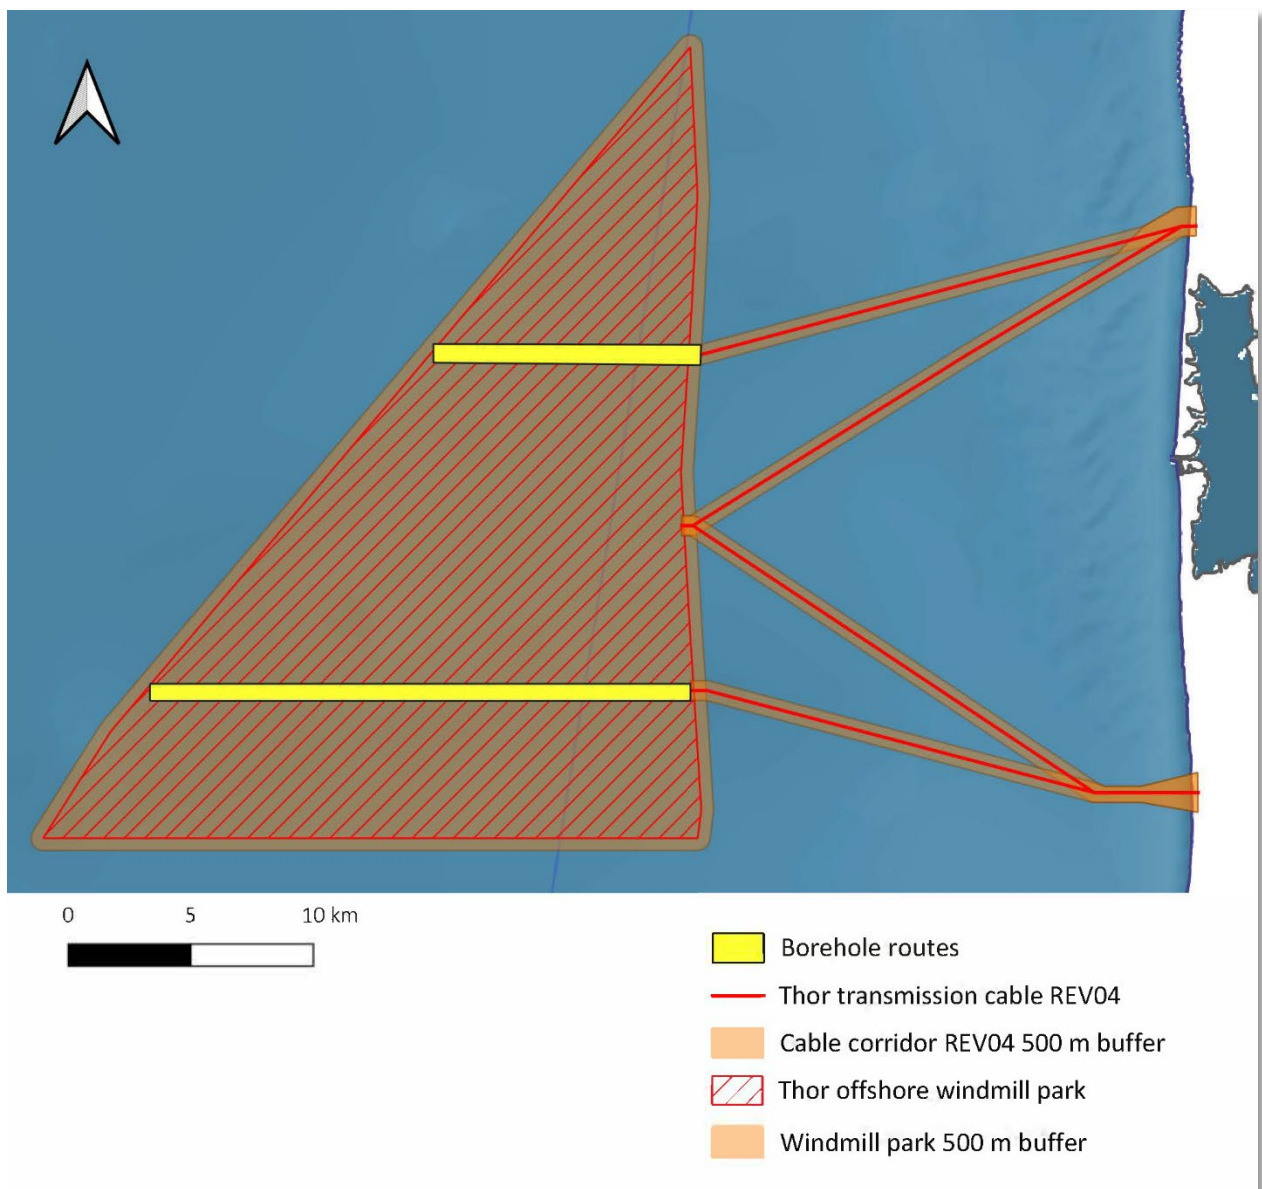 0 5 10 km
Borehole routes
Thor transmission cable REV04
Cable corridor REV04 500 m buffer
Thor offshore windmill park
Windmill park 500 m buffer